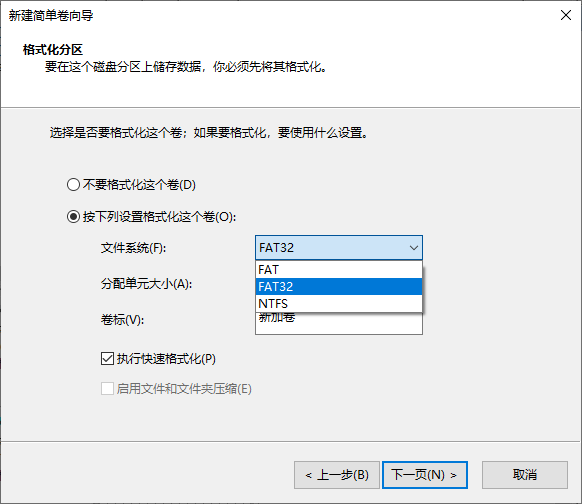 新建简单卷向导
格式化分区
要在这个磁盘分区上储存数据，你必须先将其格式化。
选择是否要格式化这个卷；如果要格式化，要使用什么设置。
不要格式化这个卷(D)
按下列设置格式化这个卷(O):
文件系统(F):
FAT32
FAT
分配单元大小(A):
FAT32
NTFS
卷标(V):
新加卷
执行快速格式化(P)
启用文件和文件夹压缩(E)
< 上一步(B)
下一页(N) >
取消